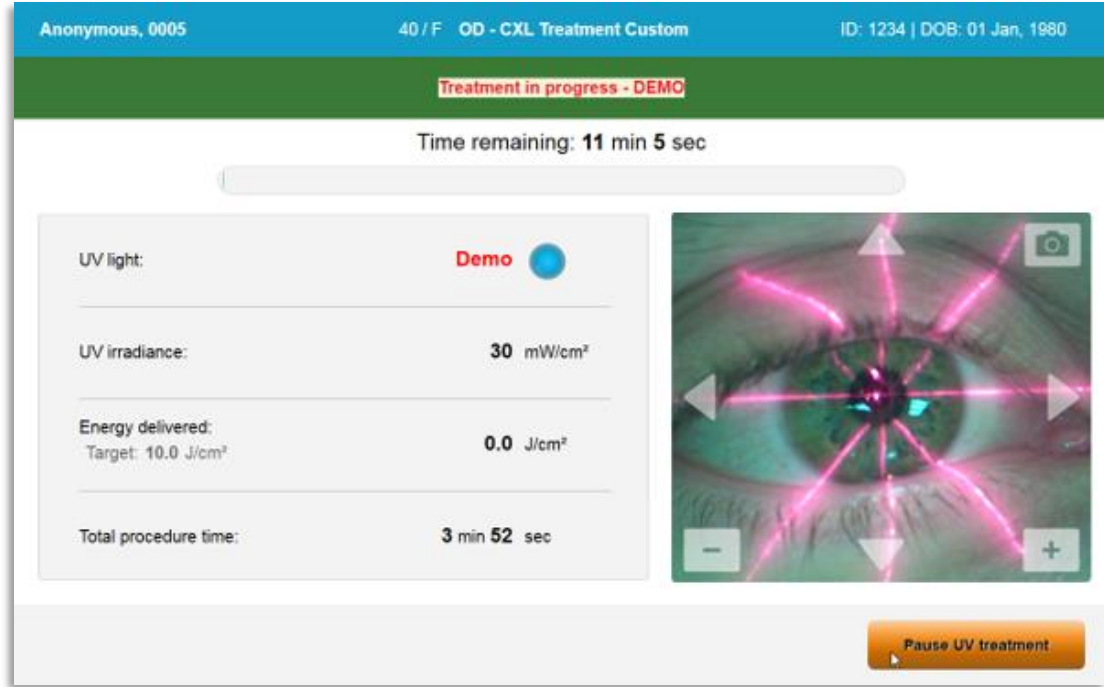 Anonymous, 0005 40 / F OD - CXL Treatment Custom ID: 1234 | DOB: 01 Jan, 1980
Treatment in progress - DEMO
Time remaining: 11 min 5 sec
UV light: Demo
UV irradiance: 30 mW/cm²
Energy delivered:
Target: 10.0 J/cm²
0.0 J/cm²
Total procedure time: 3 min 52 sec
Pause UV treatment